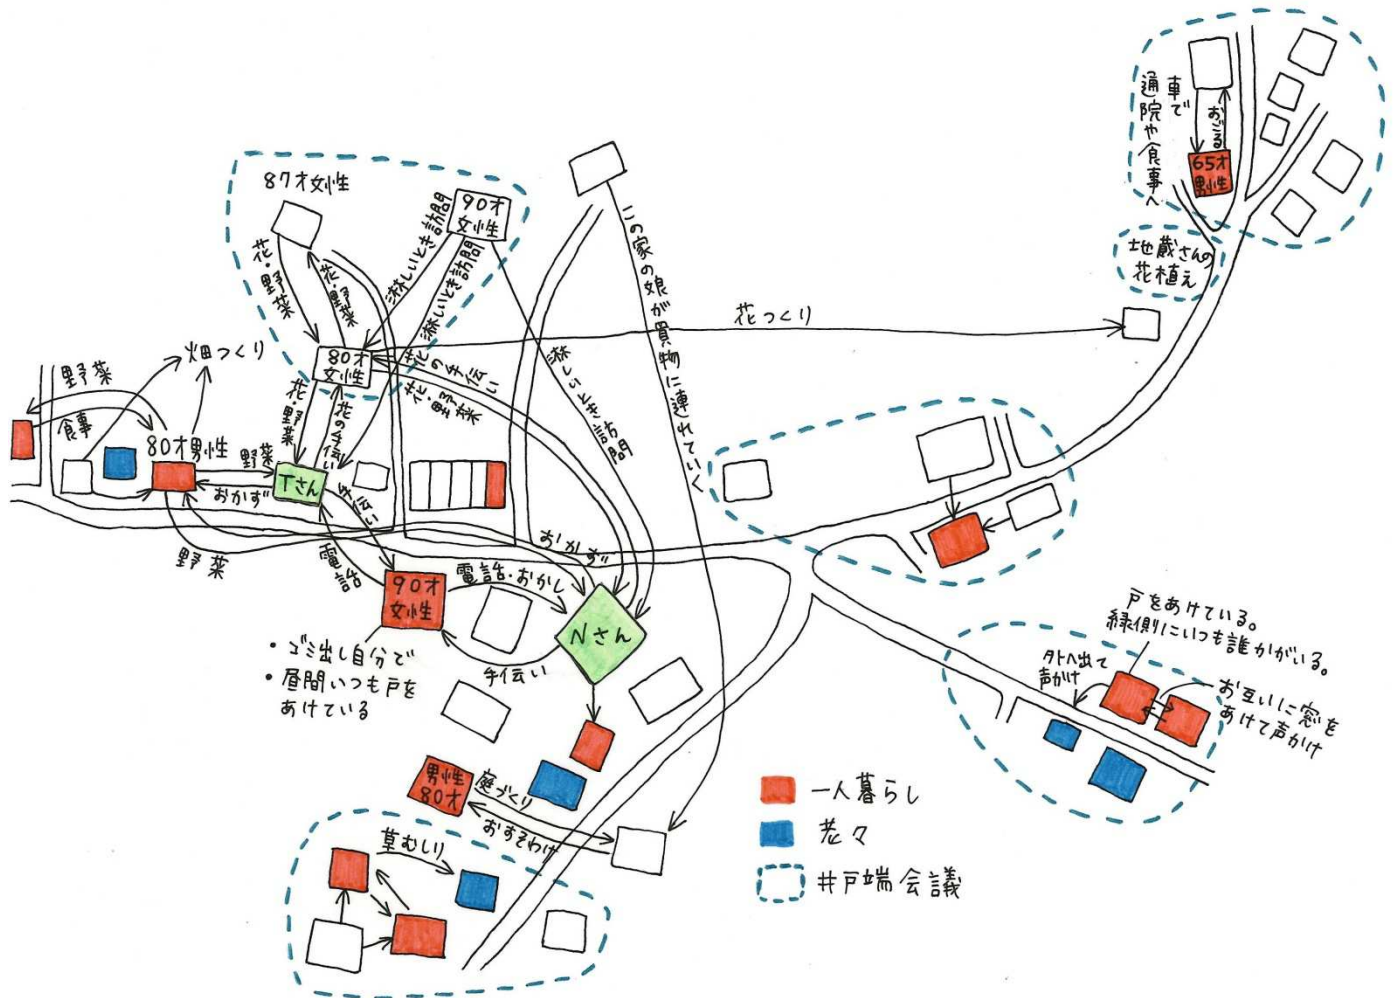 87才女性
90才
女性
花・野菜
花・野菜
淋しいとき訪問
淋しいとき訪問
淋しいとき訪問
この家の娘が買物に連れていく
車で
通院や食事へ
おごる
65才
男性
地蔵さんの
花植え
花つくり
80才
女性
花の手伝い
花・野菜
花・野菜
花の手伝い
畑つくり
野菜
食事
80才男性
野菜
おかず
Tさん
手伝い
電話
野菜
おかず
90才
女性
電話・おかし
Nさん
手伝い
・ゴミ出し自分で
・昼間いつも戸を
あけている
戸をあけている。
縁側にいつも誰かがいる。
外へ出て
声かけ
お互いに窓を
あけて声かけ
男性
80才
庭づくり
おすそわけ
草むしり
一人暮らし
老々
井戸端会議